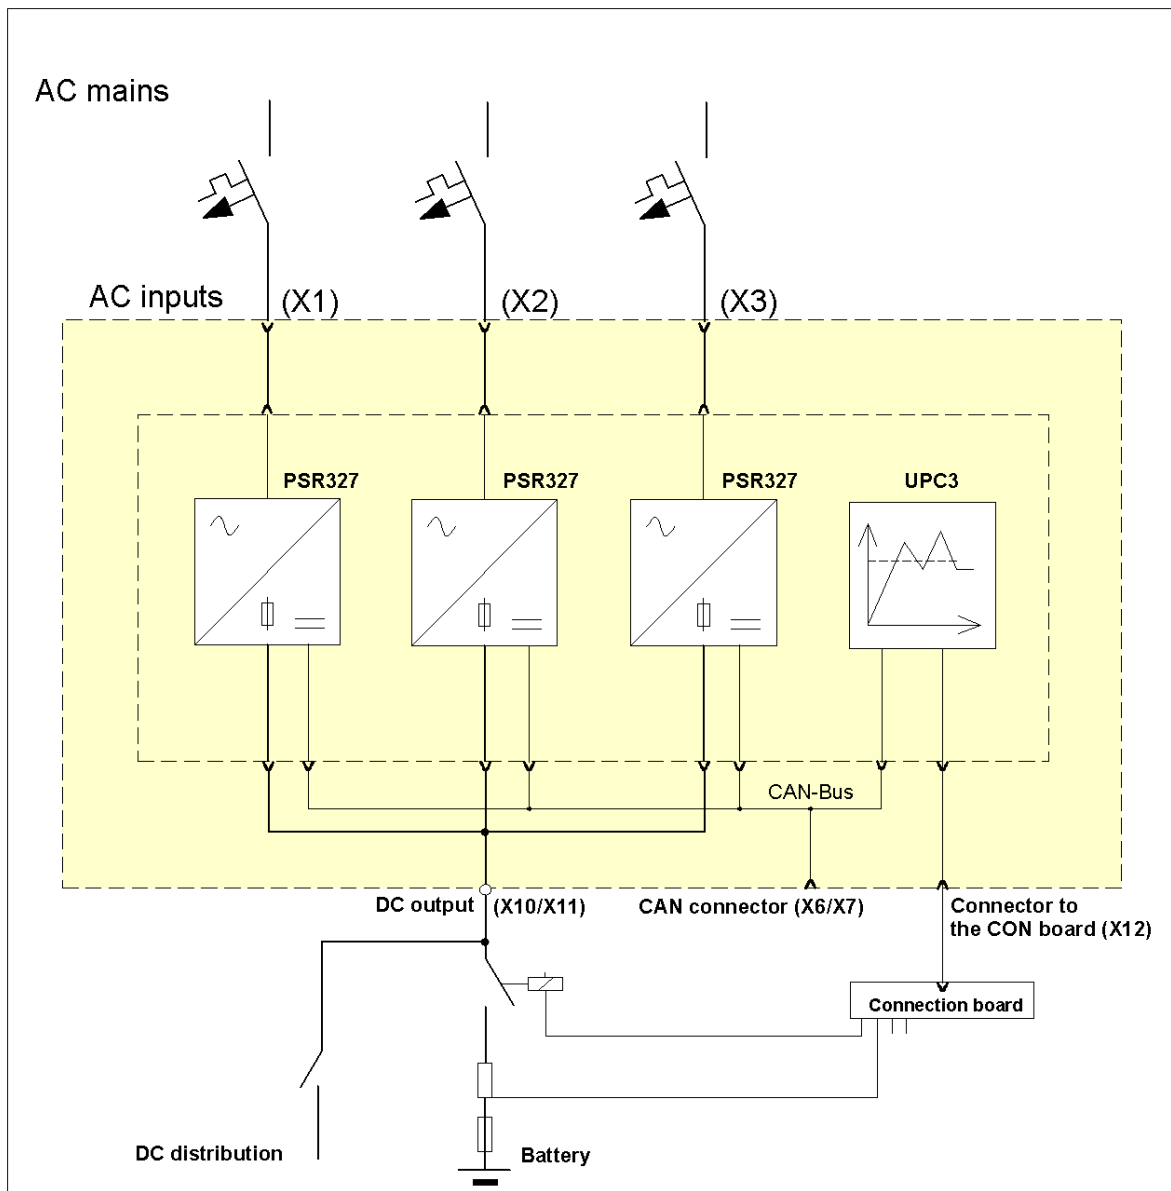 AC mains
AC inputs
(X1)
(X2)
(X3)
PSR327
PSR327
PSR327
UPC3
CAN-Bus
DC output
(X10/X11)
CAN connector (X6/X7)
Connector to
the CON board (X12)
Connection board
DC distribution
Battery